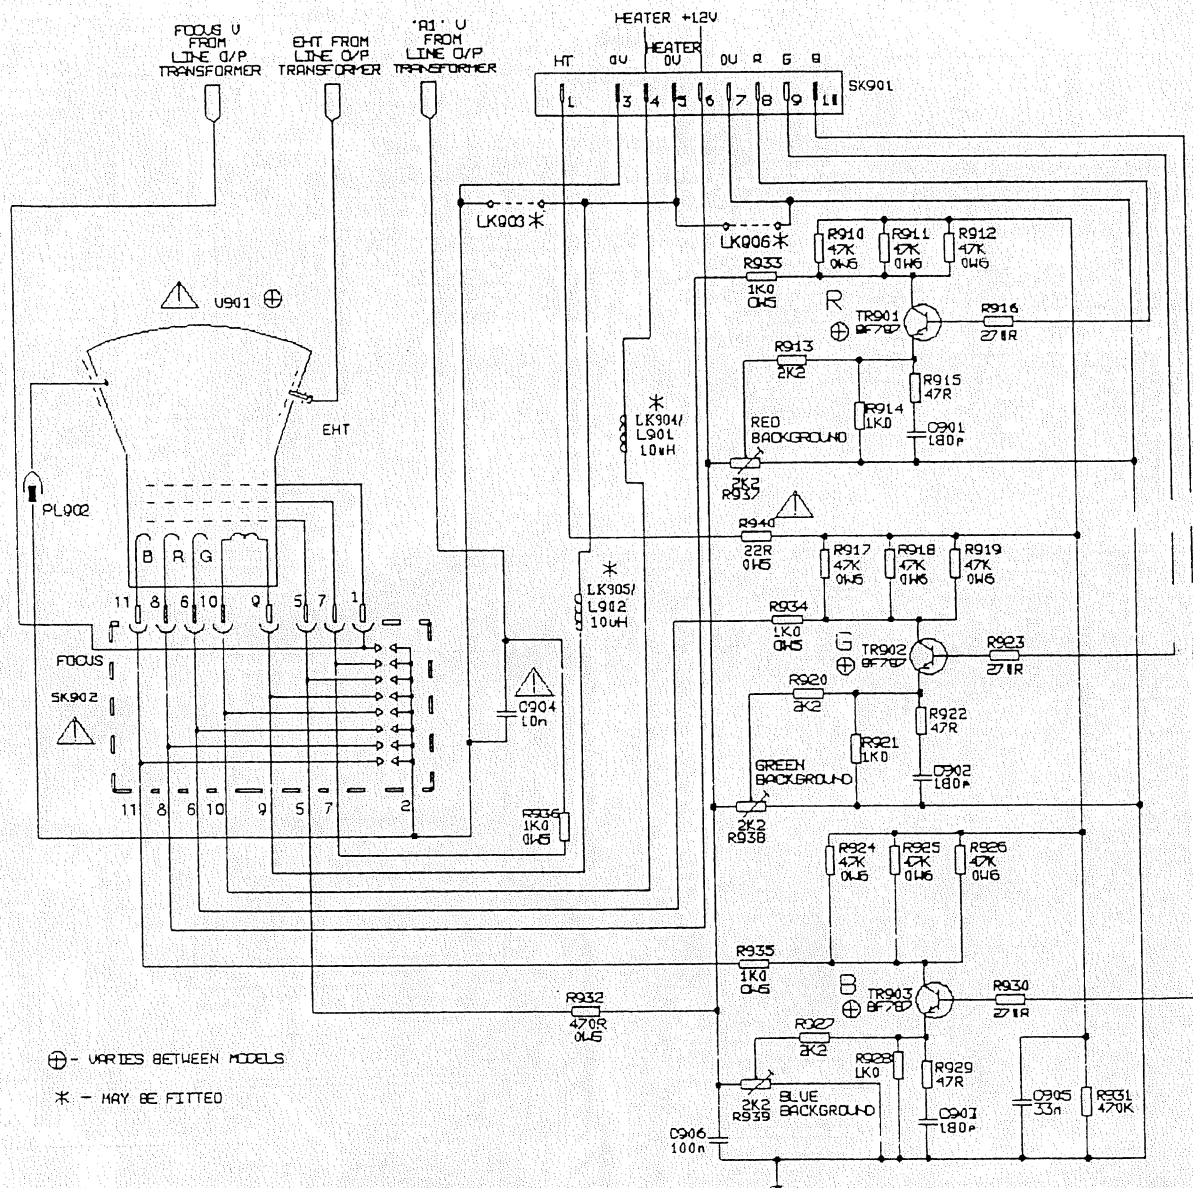 FOCUS V
FROM
LINE O/P
TRANSFORMER
EHT FROM
LINE O/P
TRANSFORMER
'A1' V
FROM
LINE O/P
TRANSFORMER
HEATER +12V
HEATER
HT 0V 0V 0V R G B
1 3 4 5 6 7 8 9
SK901
LK903 *
LK906 *
R910
47K
0W6
R911
47K
0W6
R912
47K
0W6
R933
1K0
0W5
R
TR901
BF787
R916
270R
V901
R913
2K2
R915
47R
R914
1K0
C901
180p
RED
BACKGROUND
2K2
R937
*
LK904/
L901
10uH
EHT
PL902
R940
22R
0W5
R917
47K
0W6
R918
47K
0W6
R919
47K
0W6
B R G
*
LK905/
L902
10uH
R934
1K0
0W5
G
TR902
BF787
R923
270R
11 8 6 10 9 5 7 1
FOCUS
SK902
C904
10n
R920
2K2
R922
47R
R921
1K0
C902
180p
GREEN
BACKGROUND
2K2
R938
11 8 6 10 9 5 7 2
R936
1K0
0W5
R924
47K
0W6
R925
47K
0W6
R926
47K
0W6
R935
1K0
0W5
B
TR903
BF787
R930
270R
R932
470R
0W6
R927
2K2
R928
1K0
R929
47R
C903
180p
BLUE
BACKGROUND
2K2
R939
C905
33n
R931
470K
C906
100n
⊕ - VARIES BETWEEN MODELS
* - MAY BE FITTED